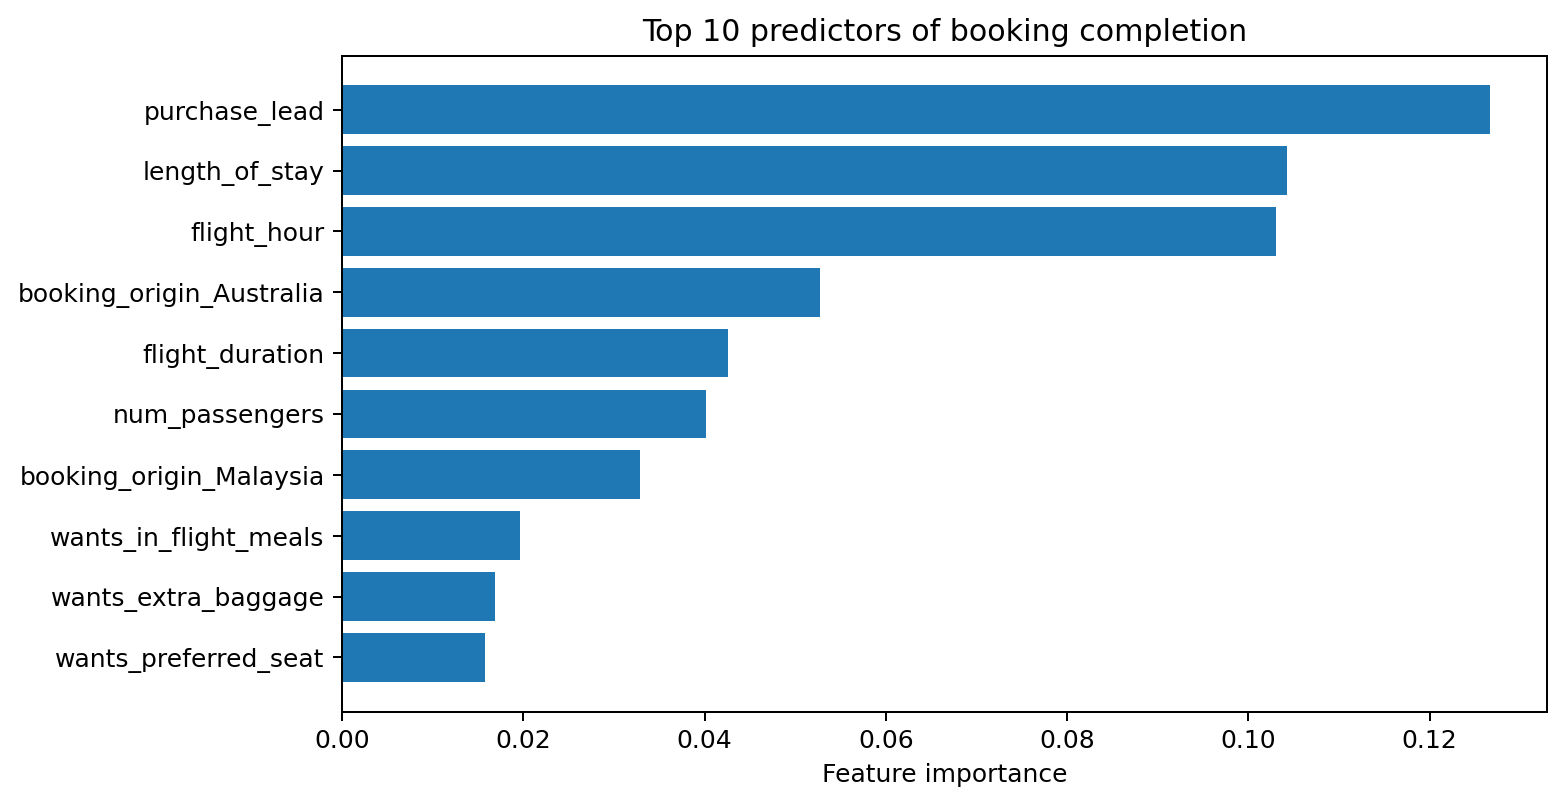 Top 10 predictors of booking completion
purchase_lead
length_of_stay
flight_hour
booking_origin_Australia
flight_duration
num_passengers
booking_origin_Malaysia
wants_in_flight_meals
wants_extra_baggage
wants_preferred_seat
0.00 0.02 0.04 0.06 0.08 0.10 0.12
Feature importance